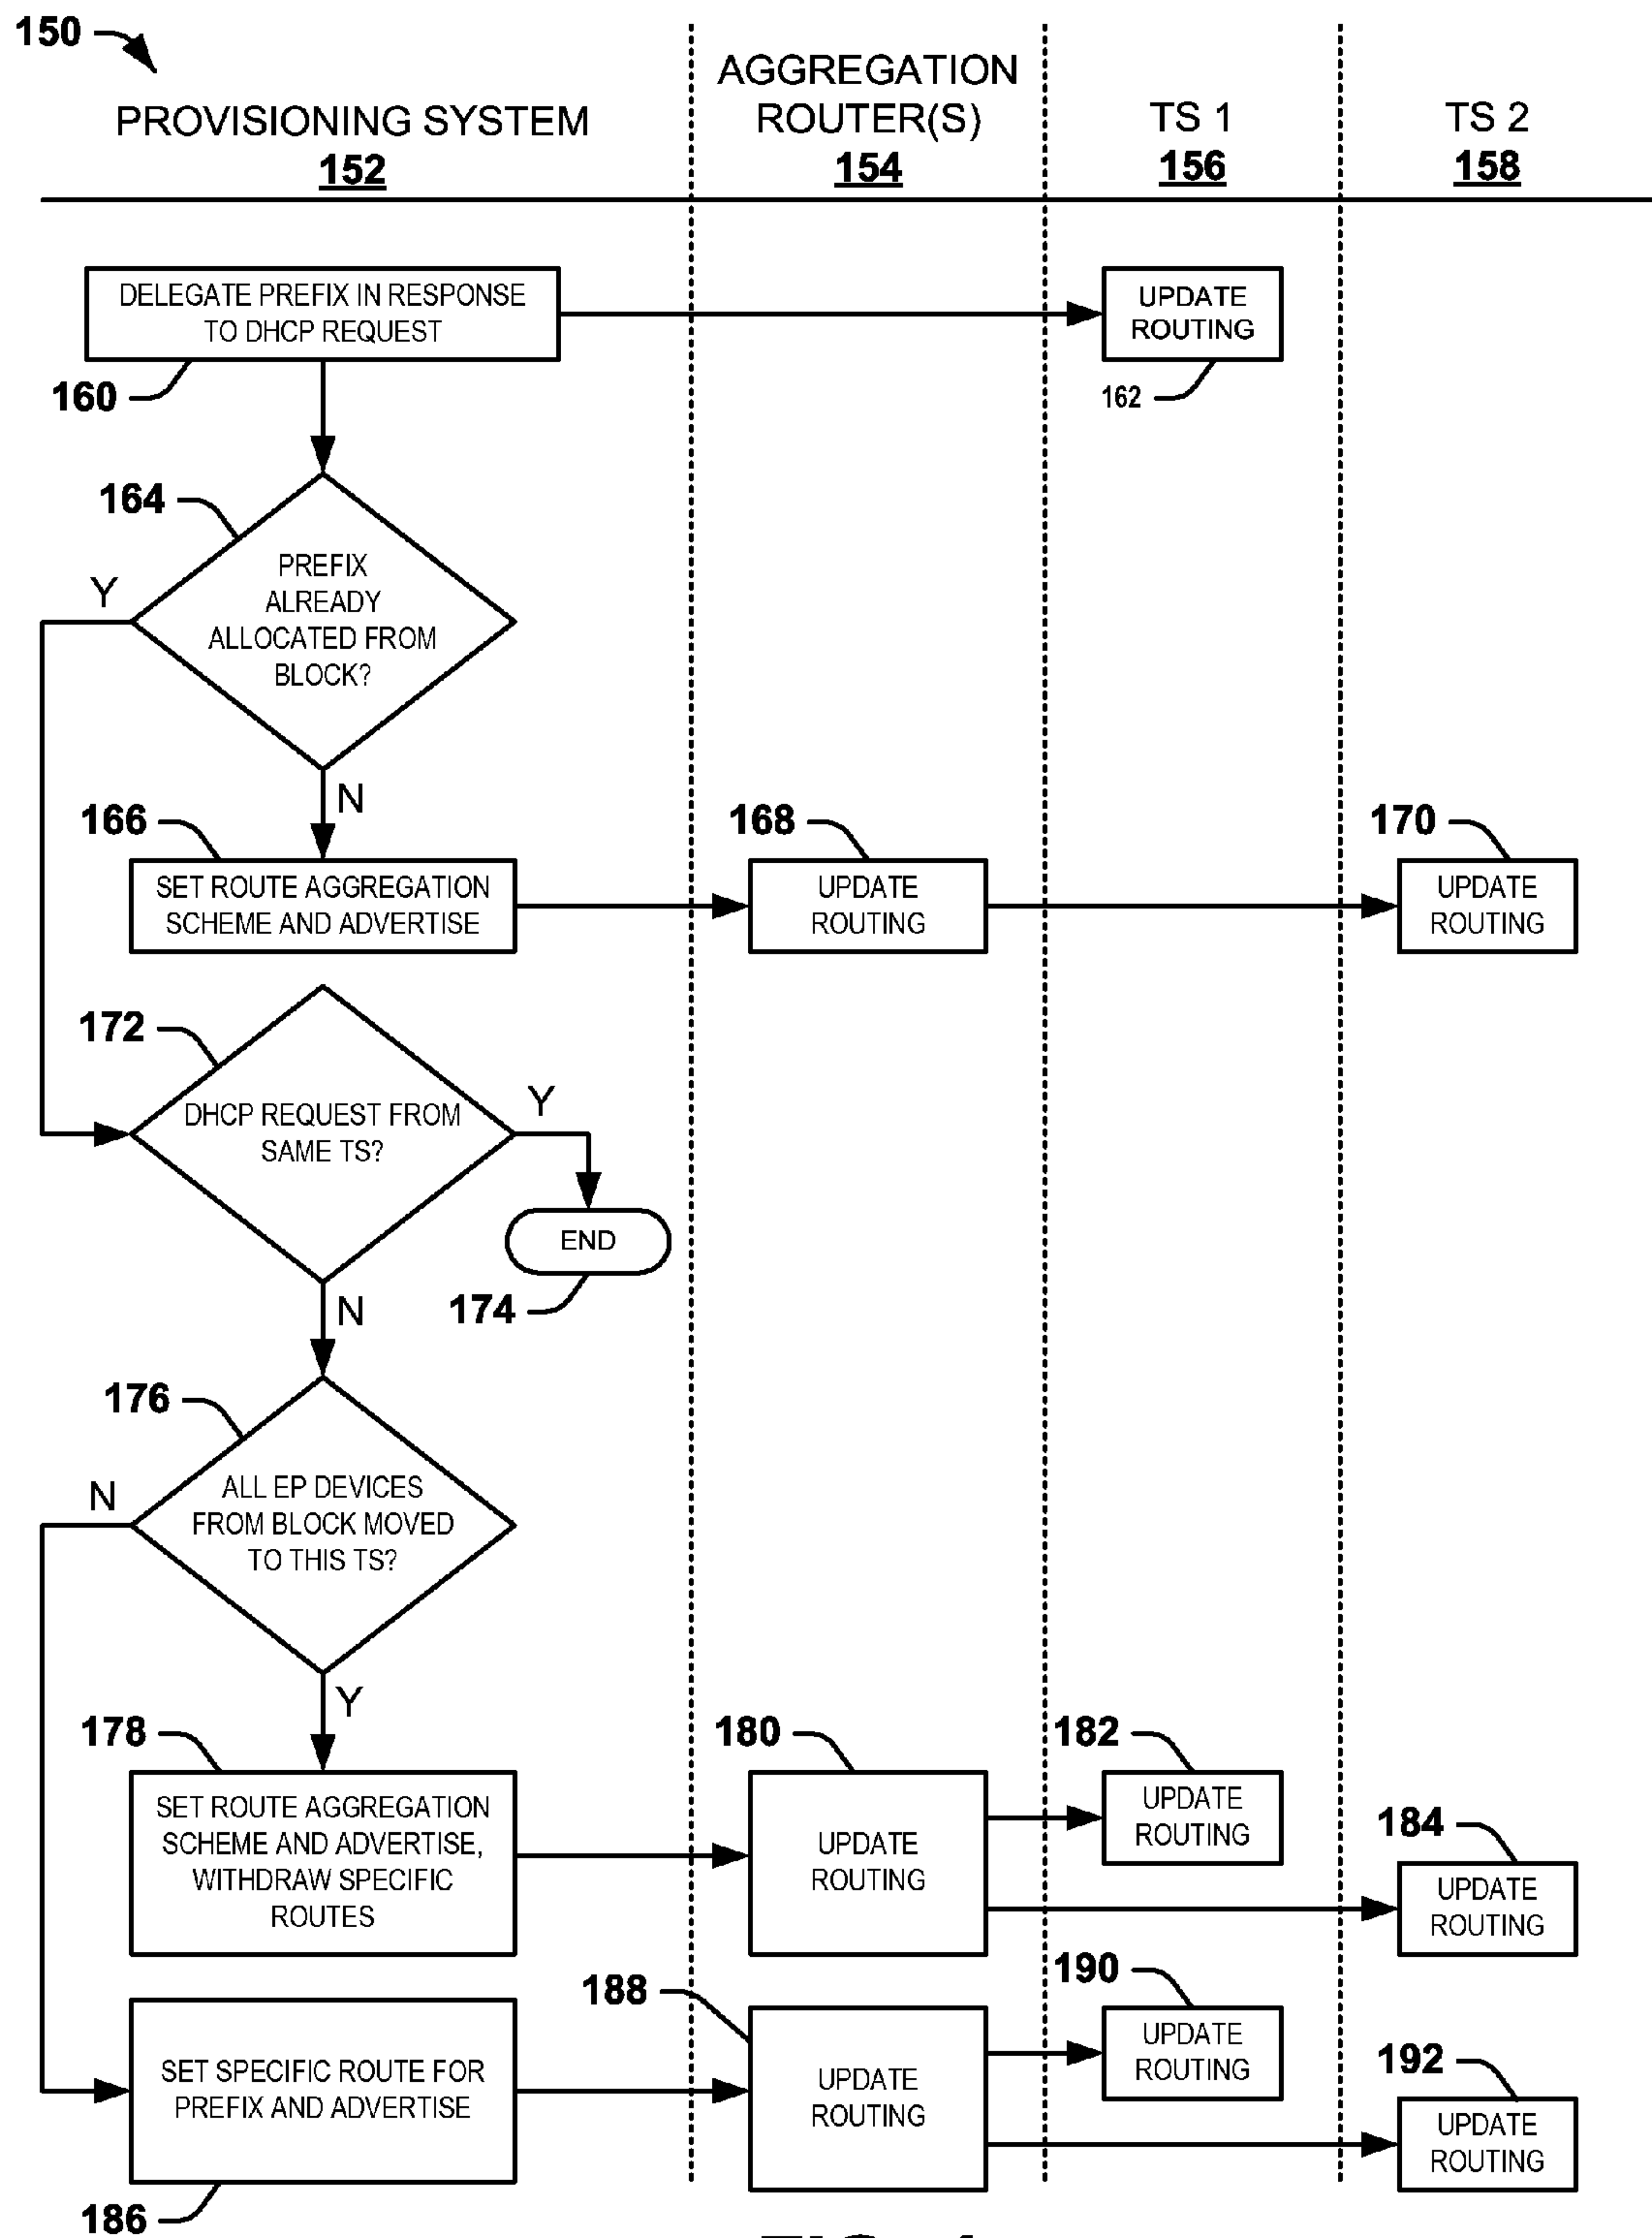 150
PROVISIONING SYSTEM
152
AGGREGATION
ROUTER(S)
154
TS 1
156
TS 2
158
DELEGATE PREFIX IN RESPONSE
TO DHCP REQUEST
160
UPDATE
ROUTING
162
164
PREFIX
ALREADY
ALLOCATED FROM
BLOCK?
Y
N
166
SET ROUTE AGGREGATION
SCHEME AND ADVERTISE
168
UPDATE
ROUTING
170
UPDATE
ROUTING
172
DHCP REQUEST FROM
SAME TS?
Y
END
174
N
176
ALL EP DEVICES
FROM BLOCK MOVED
TO THIS TS?
N
Y
178
SET ROUTE AGGREGATION
SCHEME AND ADVERTISE,
WITHDRAW SPECIFIC
ROUTES
180
UPDATE
ROUTING
182
UPDATE
ROUTING
184
UPDATE
ROUTING
186
SET SPECIFIC ROUTE FOR
PREFIX AND ADVERTISE
188
UPDATE
ROUTING
190
UPDATE
ROUTING
192
UPDATE
ROUTING